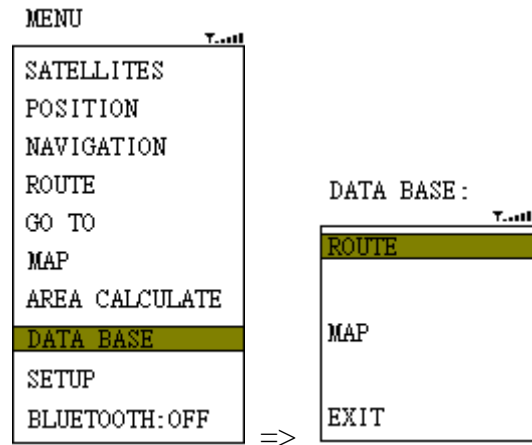 MENU
SATELLITES
POSITION
NAVIGATION
ROUTE
GO TO
MAP
AREA CALCULATE
DATA BASE
SETUP
BLUETOOTH:OFF
=>
DATA BASE:
ROUTE
MAP
EXIT